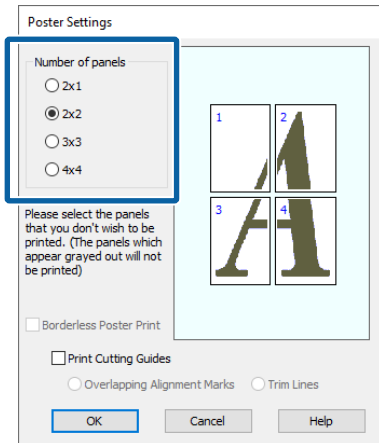 Poster Settings
Number of panels
2x1
2x2
3x3
4x4
1 2
3 4
Please select the panels
that you don't wish to be
printed. (The panels which
appear grayed out will not
be printed)
Borderless Poster Print
Print Cutting Guides
Overlapping Alignment Marks Trim Lines
OK Cancel Help